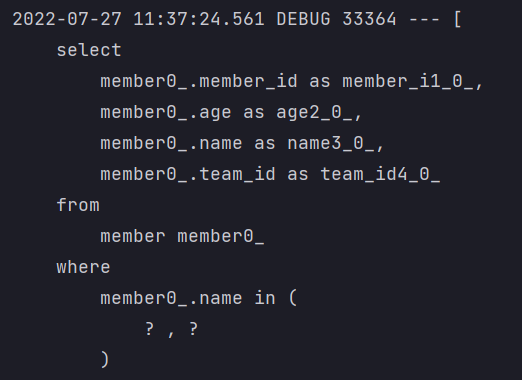 2022-07-27 11:37:24.561 DEBUG 33364 --- [
select
member0_.member_id as member_i1_0_,
member0_.age as age2_0_,
member0_.name as name3_0_,
member0_.team_id as team_id4_0_
from
member member0_
where
member0_.name in (
? , ?
)